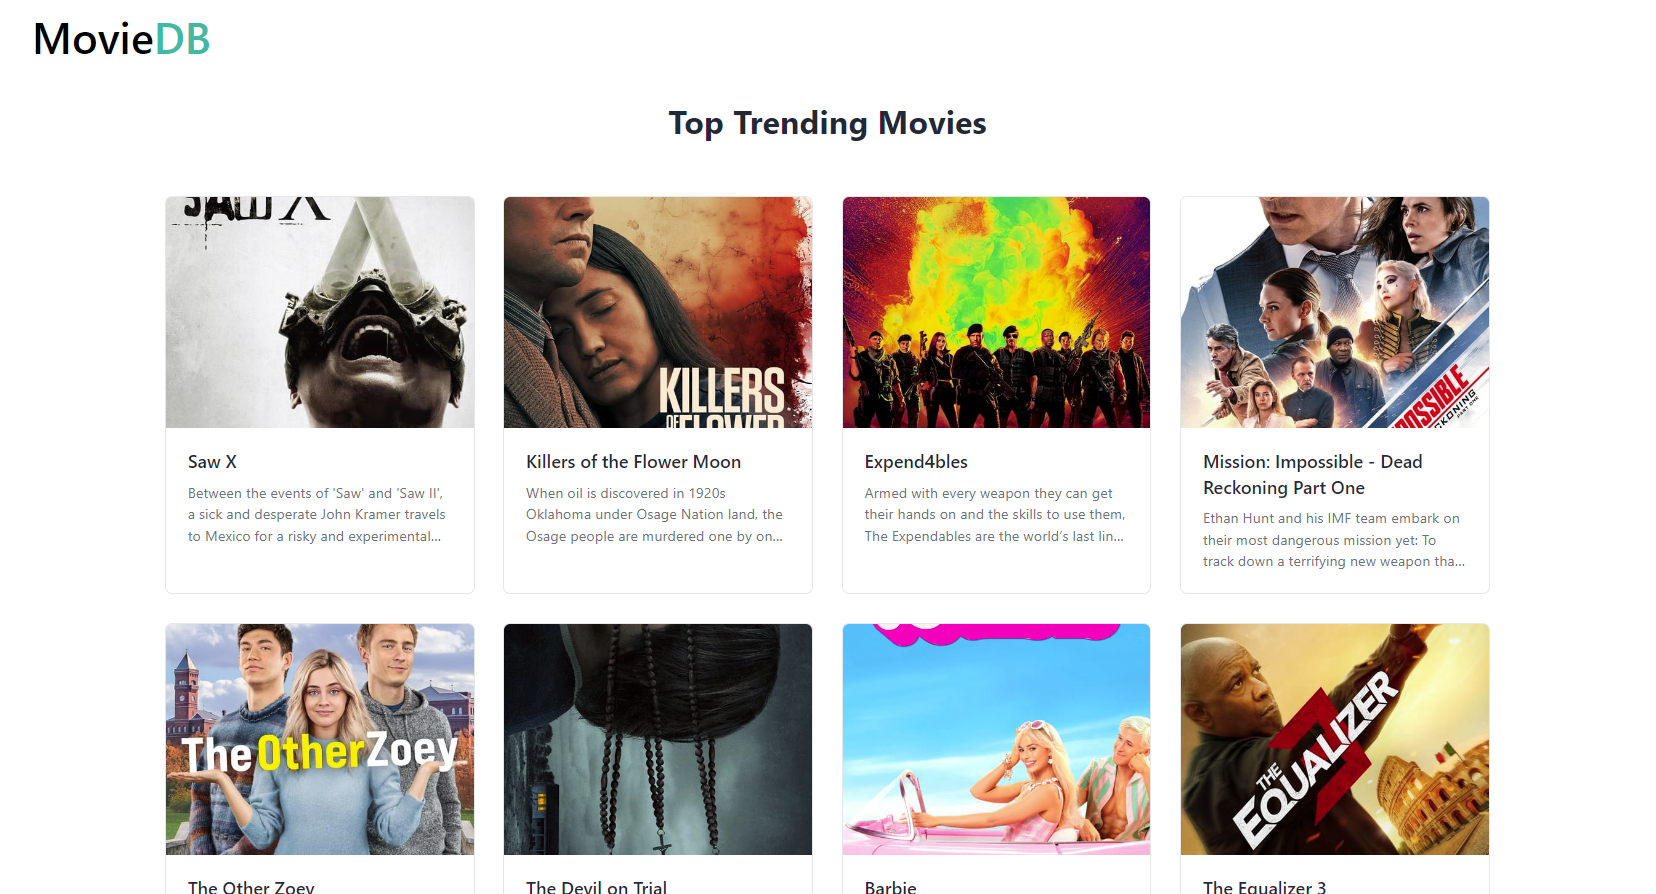 MovieDB
Top Trending Movies
SAW X
KILLERS
OF THE
FLOWER
POSSIBLE
CKONING
PART ONE
Saw X
Between the events of 'Saw' and 'Saw II',
a sick and desperate John Kramer travels
to Mexico for a risky and experimental...
Killers of the Flower Moon
When oil is discovered in 1920s
Oklahoma under Osage Nation land, the
Osage people are murdered one by on...
Expend4bles
Armed with every weapon they can get
their hands on and the skills to use them,
The Expendables are the world’s last lin...
Mission: Impossible - Dead
Reckoning Part One
Ethan Hunt and his IMF team embark on
their most dangerous mission yet: To
track down a terrifying new weapon tha...
The Other Zoey
THE
EQUALIZER
3
The Other Zoey
The Devil on Trial
Barbie
The Equalizer 3